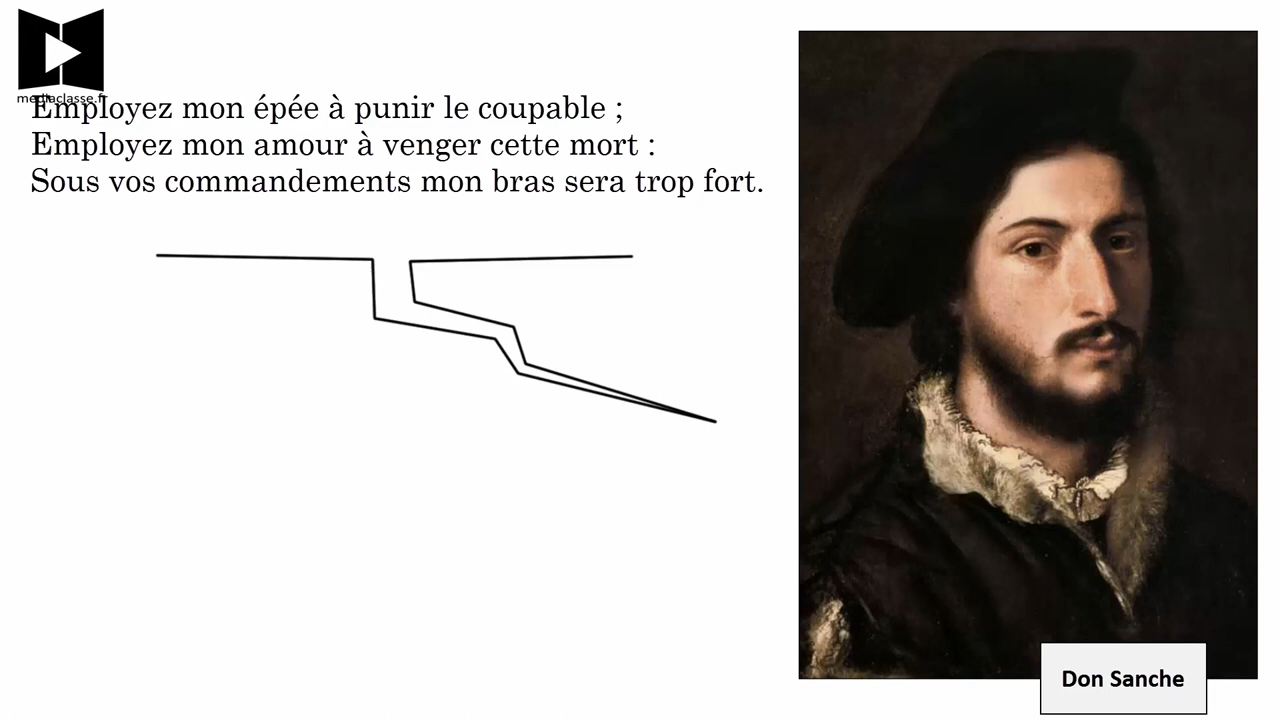 mediaclasse.fr
Employez mon épée à punir le coupable ;
Employez mon amour à venger cette mort :
Sous vos commandements mon bras sera trop fort.
Don Sanche